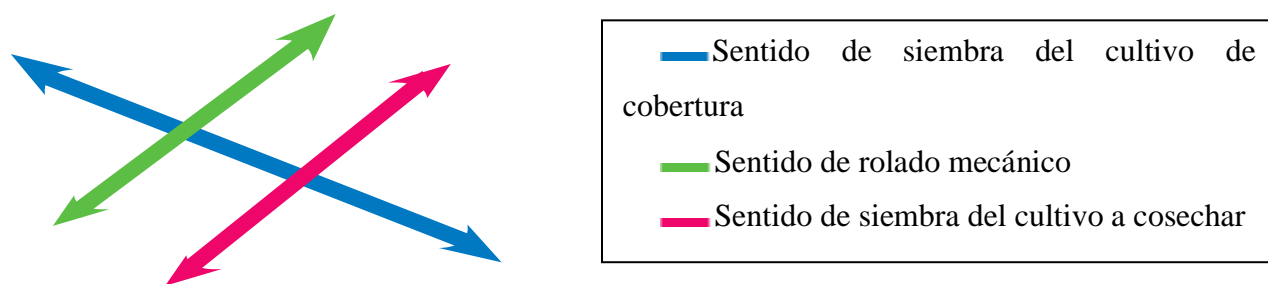 Sentido de siembra del cultivo de
cobertura
Sentido de rolado mecánico
Sentido de siembra del cultivo a cosechar